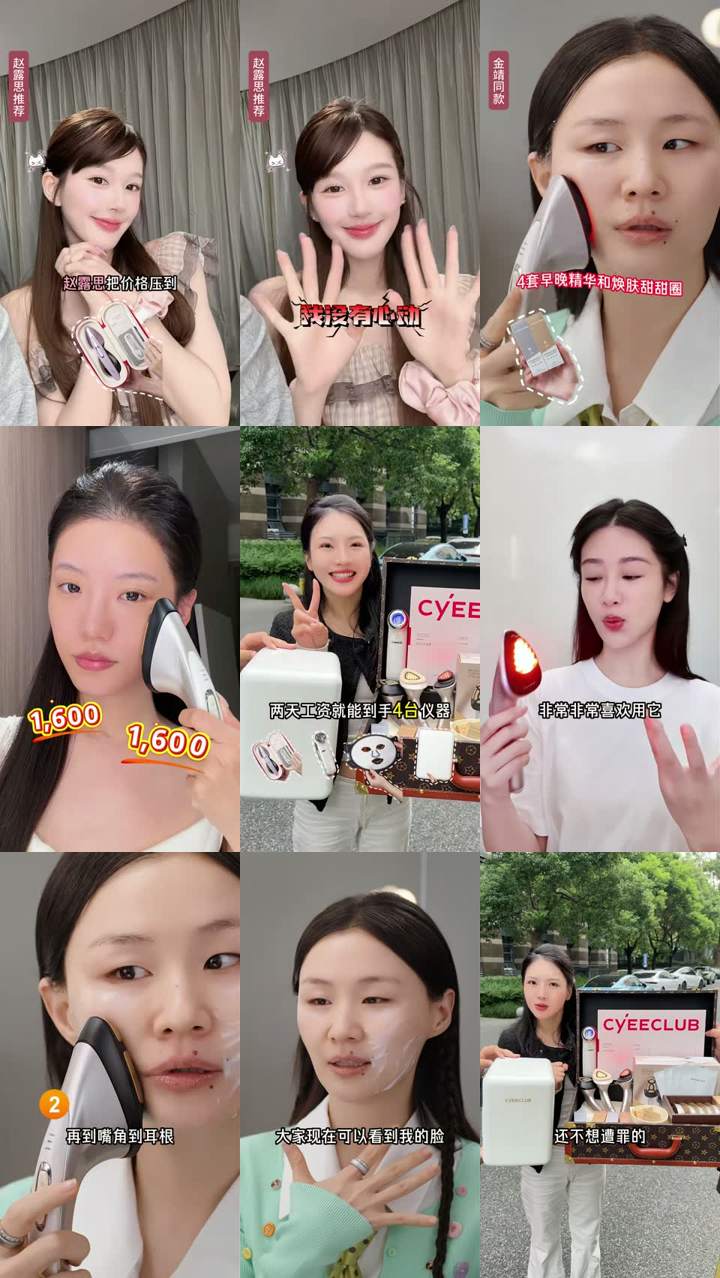 赵露思推荐
赵露思把价格压到
赵露思推荐
我没有心动
金靖同款
4套早晚精华和焕肤甜甜圈
1,600
1,600
CYEE
两天工资就能到手4台仪器
非常非常喜欢用它
2
再到嘴角到耳根
大家现在可以看到我的脸
CYEECLUB
CYEECLUB
还不想遭罪的